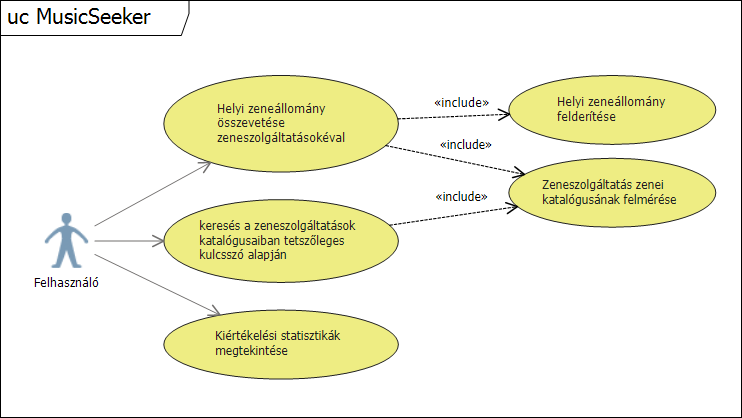 uc MusicSeeker
Helyi zeneállomány
összevetése
zeneszolgáltatásokéval
«include»
Helyi zeneállomány
felderítése
«include»
Zeneszolgáltatás zenei
katalógusának felmérése
«include»
keresés a zeneszolgáltatások
katalógusaiban tetszőleges
kulcsszó alapján
Felhasználó
Kiértékelési statisztikák
megtekintése